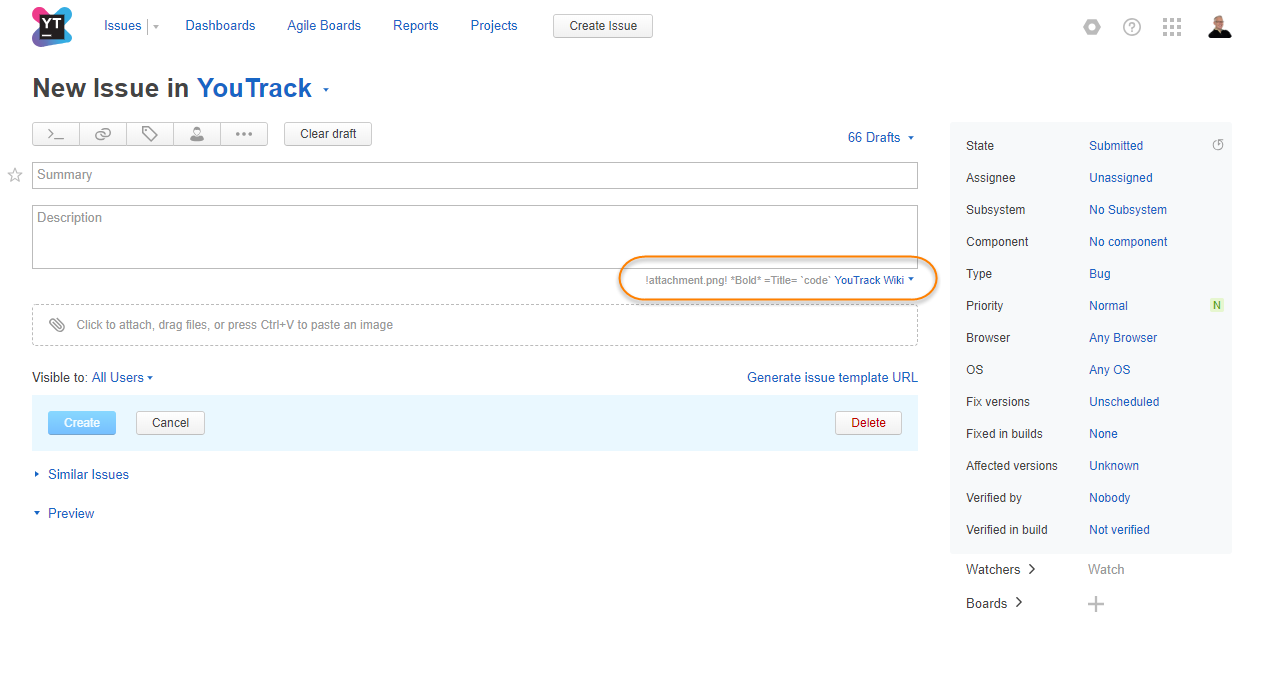 YT
Issues Dashboards Agile Boards Reports Projects Create Issue
New Issue in YouTrack
Clear draft
66 Drafts
Summary
Description
!attachment.png! *Bold* =Title= `code` YouTrack Wiki
Click to attach, drag files, or press Ctrl+V to paste an image
Visible to: All Users
Generate issue template URL
Create Cancel Delete
Similar Issues
Preview
State Submitted
Assignee Unassigned
Subsystem No Subsystem
Component No component
Type Bug
Priority Normal N
Browser Any Browser
OS Any OS
Fix versions Unscheduled
Fixed in builds None
Affected versions Unknown
Verified by Nobody
Verified in build Not verified
Watchers Watch
Boards